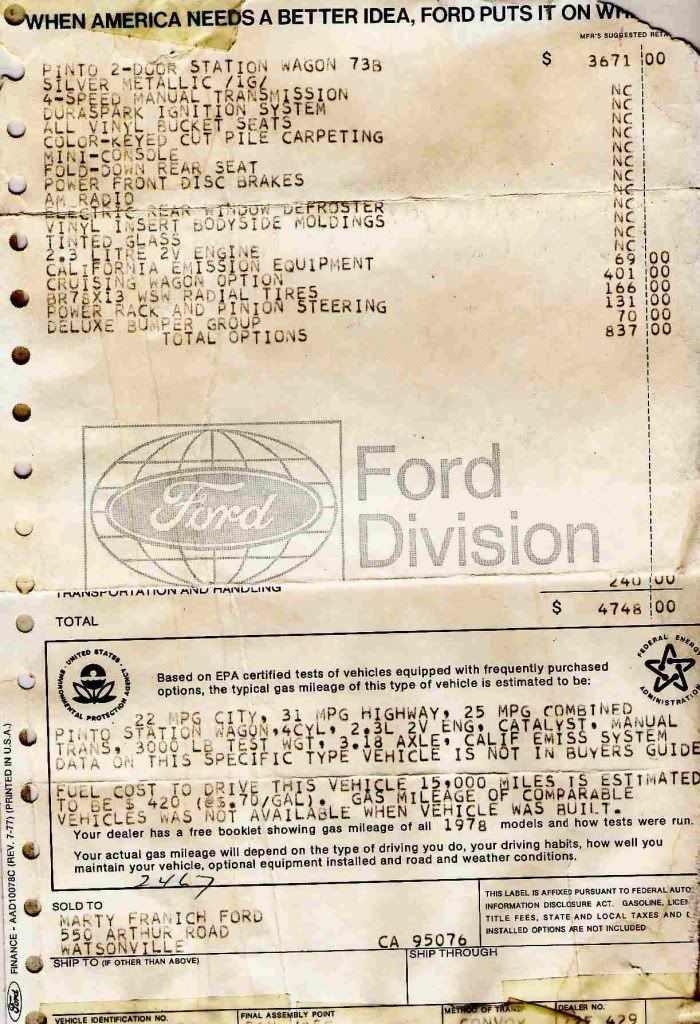 WHEN AMERICA NEEDS A BETTER IDEA, FORD PUTS IT ON
MFR'S SUGGESTED
PINTO 2-DOOR STATION WAGON 73B $ 3671 00
SILVER METALLIC /1G/ NC
4-SPEED MANUAL TRANSMISSION NC
DURASPARK IGNITION SYSTEM NC
ALL VINYL BUCKET SEATS NC
COLOR-KEYED CUT PILE CARPETING NC
MINI-CONSOLE NC
FOLD-DOWN REAR SEAT NC
POWER FRONT DISC BRAKES NC
AM RADIO NC
ELECTRIC REAR WINDOW DEFROSTER NC
VINYL INSERT BODYSIDE MOLDINGS NC
TINTED GLASS NC
2.3 LITRE 2V ENGINE NC
CALIFORNIA EMISSION EQUIPMENT 69 00
CRUISING WAGON OPTION 401 00
BR78X13 WSW RADIAL TIRES 166 00
POWER RACK AND PINION STEERING 131 00
DELUXE BUMPER GROUP 70 00
TOTAL OPTIONS 837 00
Ford
Ford
Division
TRANSPORTATION AND HANDLING 240 00
TOTAL $ 4748 00
UNITED STATES
ENVIRONMENTAL PROTECTION AGENCY
FEDERAL ENERGY
ADMINISTRATION
Based on EPA certified tests of vehicles equipped with frequently purchased
options, the typical gas mileage of this type of vehicle is estimated to be:
22 MPG CITY, 31 MPG HIGHWAY, 25 MPG COMBINED
PINTO STATION WAGON,4CYL, 2.3L 2V ENG, CATALYST, MANUAL
TRANS, 3000 LB TEST WGT, 3.18 AXLE, CALIF EMISS SYSTEM
DATA ON THIS SPECIFIC TYPE VEHICLE IS NOT IN BUYERS GUIDE
FUEL COST TO DRIVE THIS VEHICLE 15,000 MILES IS ESTIMATED
TO BE $ 420 (@$.70/GAL). GAS MILEAGE OF COMPARABLE
VEHICLES WAS NOT AVAILABLE WHEN VEHICLE WAS BUILT.
Your dealer has a free booklet showing gas mileage of all 1978 models and how tests were run.
Your actual gas mileage will depend on the type of driving you do, your driving habits, how well you
maintain your vehicle, optional equipment installed and road and weather conditions.
2467
SOLD TO
MARTY FRANICH FORD
550 ARTHUR ROAD
WATSONVILLE CA 95076
THIS LABEL IS AFFIXED PURSUANT TO FEDERAL AUTO
INFORMATION DISCLOSURE ACT. GASOLINE,
TITLE FEES, STATE AND LOCAL TAXES AND
INSTALLED OPTIONS ARE NOT INCLUDED
SHIP TO (IF OTHER THAN ABOVE)
SHIP THROUGH
VEHICLE IDENTIFICATION NO.
FINAL ASSEMBLY POINT
METHOD OF TRANS
CONVOY
DEALER NO.
429
Ford
FINANCE - AAD10078C (REV. 7-77) (PRINTED IN U.S.A.)